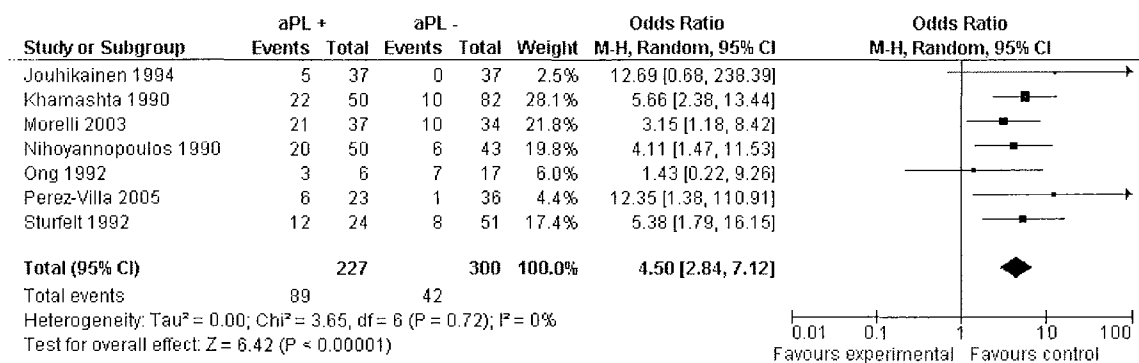 aPL + aPL - Odds Ratio Odds Ratio
Study or Subgroup Events Total Events Total Weight M-H, Random, 95% CI M-H, Random, 95% CI
Jouhikainen 1994 5 37 0 37 2.5% 12.69 [0.68, 238.39]
Khamashta 1990 22 50 10 82 28.1% 5.66 [2.38, 13.44]
Morelli 2003 21 37 10 34 21.8% 3.15 [1.18, 8.42]
Nihoyannopoulos 1990 20 50 6 43 19.8% 4.11 [1.47, 11.53]
Ong 1992 3 6 7 17 6.0% 1.43 [0.22, 9.26]
Perez-Villa 2005 6 23 1 36 4.4% 12.35 [1.38, 110.91]
Sturfelt 1992 12 24 8 51 17.4% 5.38 [1.79, 16.15]
Total (95% CI) 227 300 100.0% 4.50 [2.84, 7.12]
Total events 89 42
Heterogeneity: Tau² = 0.00; Chi² = 3.65, df = 6 (P = 0.72); I² = 0%
Test for overall effect: Z = 6.42 (P < 0.00001)
0.01 0.1 1 10 100
Favours experimental Favours control